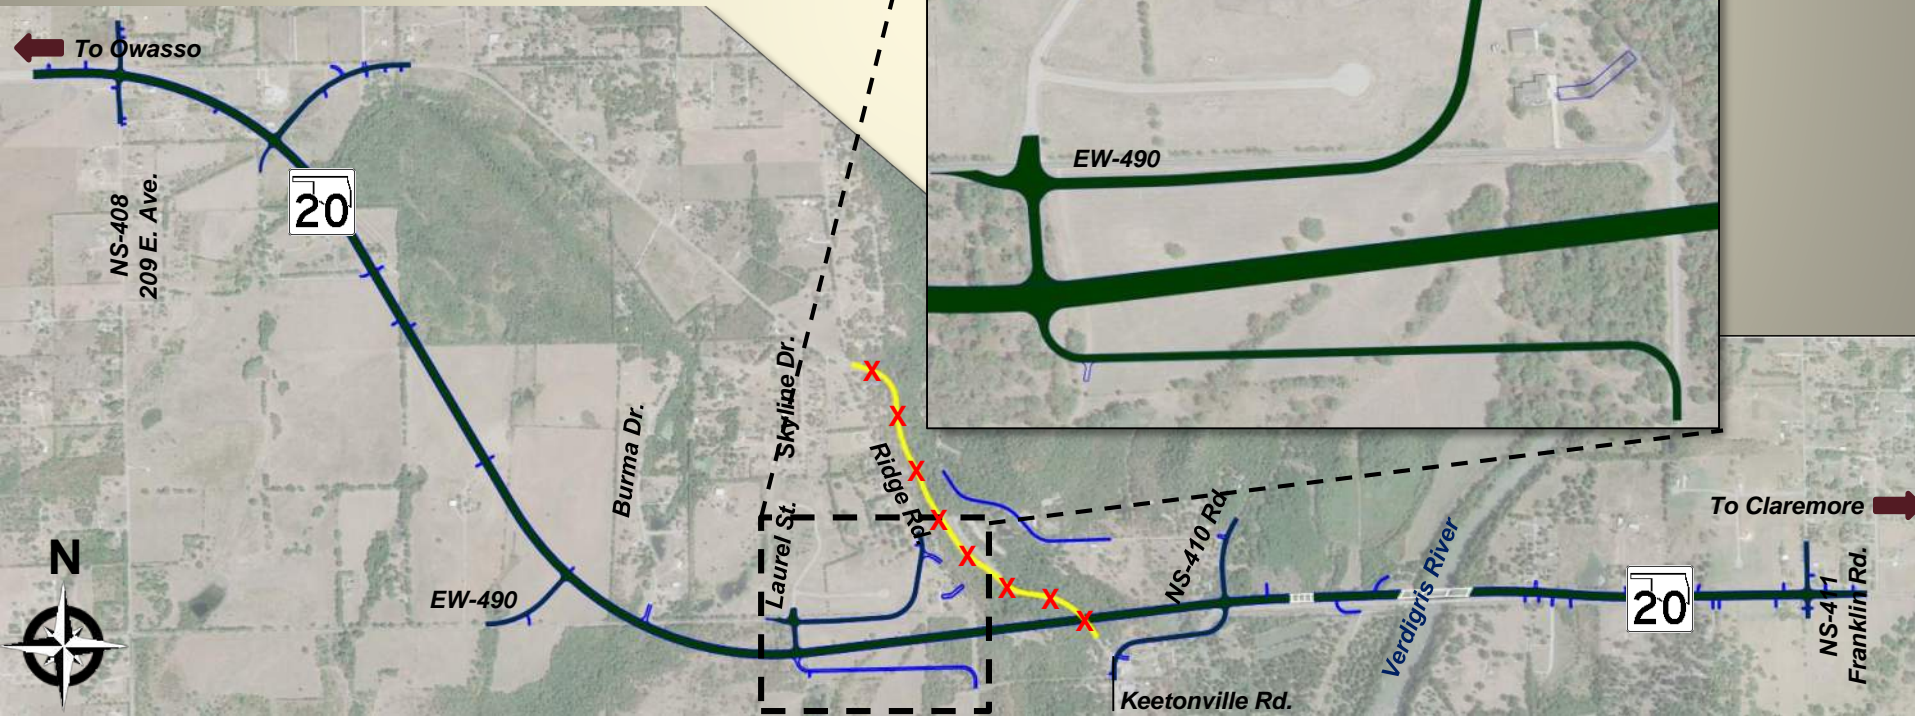 To Owasso
NS-408
209 E. Ave.
20
EW-490
Burma Dr.
Skyline Dr.
Laurel St.
Ridge Rd.
EW-490
NS-410 Rd
Keetonville Rd.
Verdigris River
20
To Claremore
NS-411
Franklin Rd.
N
X
X
X
X
X
X
X
X